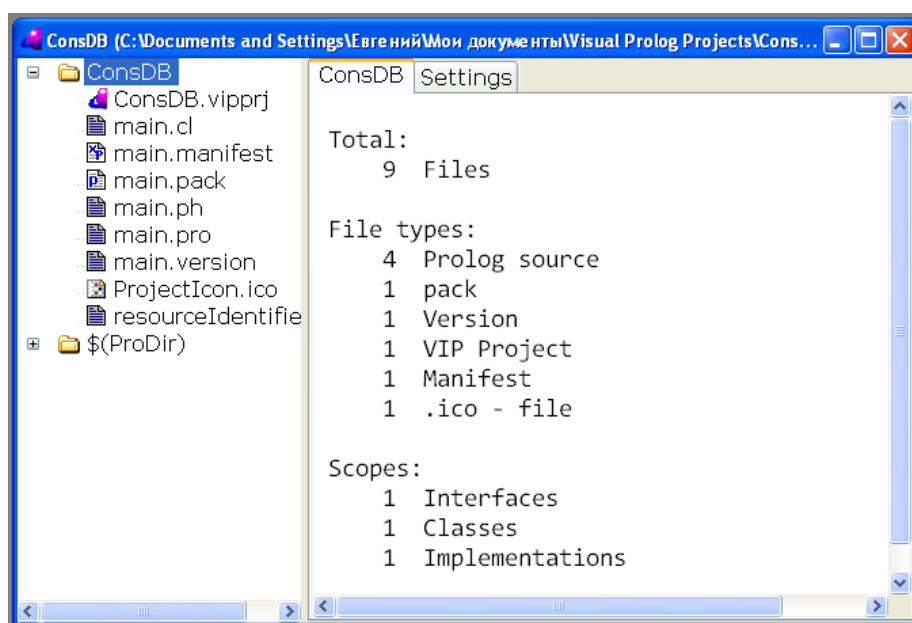 ConsDB (C:\Documents and Settings\Евгений\Мои документы\Visual Prolog Projects\Cons...
ConsDB
ConsDB.vipprj
main.cl
main.manifest
main.pack
main.ph
main.pro
main.version
ProjectIcon.ico
resourceIdentifie
$(ProDir)
ConsDB Settings
Total:
9 Files
File types:
4 Prolog source
1 pack
1 Version
1 VIP Project
1 Manifest
1 .ico - file
Scopes:
1 Interfaces
1 Classes
1 Implementations